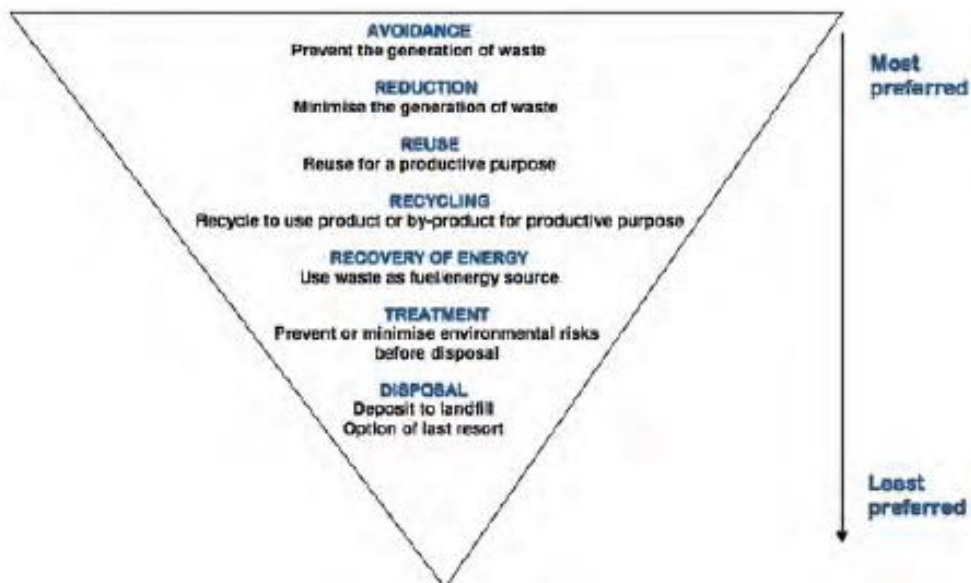 AVOIDANCE
Prevent the generation of waste
REDUCTION
Minimise the generation of waste
REUSE
Reuse for a productive purpose
RECYCLING
Recycle to use product or by-product for productive purpose
RECOVERY OF ENERGY
Use waste as fuel/energy source
TREATMENT
Prevent or minimise environmental risks
before disposal
DISPOSAL
Deposit to landfill
Option of last resort
Most
preferred
Least
preferred